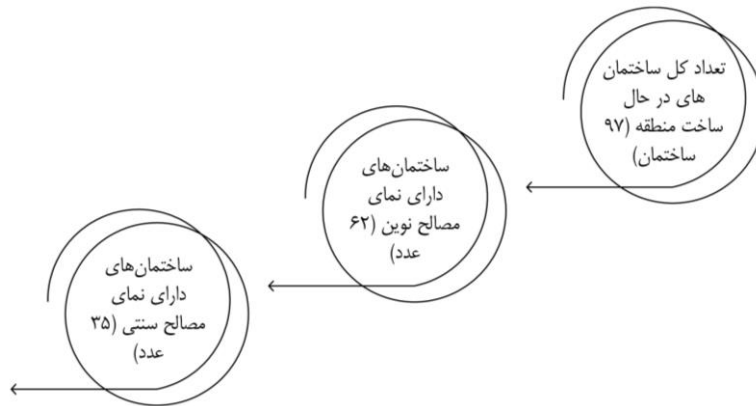 تعداد کل ساختمان
های در حال
ساخت منطقه (۹۷
ساختمان)
ساختمان‌های
دارای نمای
مصالح نوین (۶۲
عدد)
ساختمان‌های
دارای نمای
مصالح سنتی (۳۵
عدد)